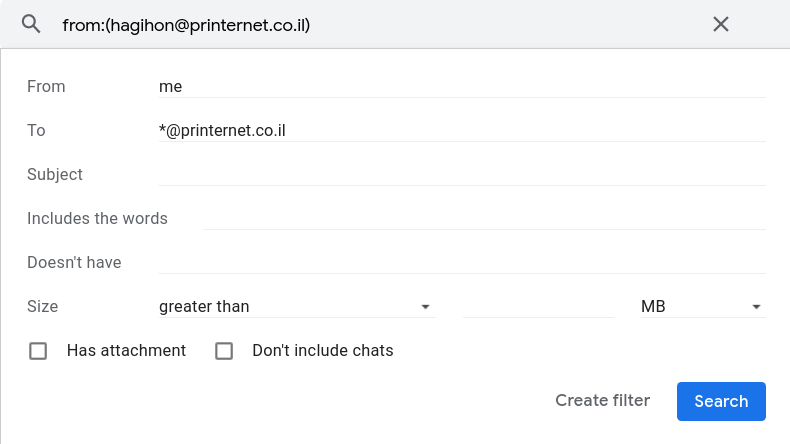 from:(hagihon@printernet.co.il)
From me
To *@printernet.co.il
Subject
Includes the words
Doesn't have
Size greater than MB
Has attachment Don't include chats
Create filter Search